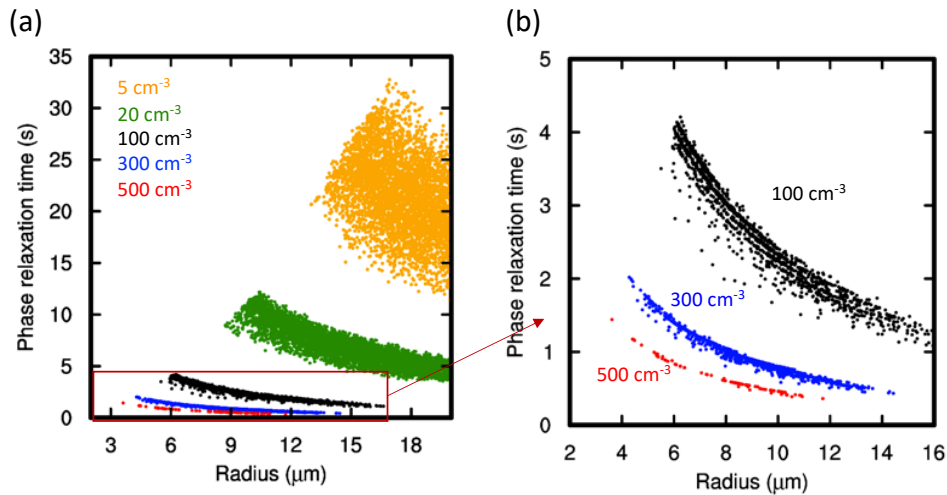 (a)
35
30
25
20
15
10
5
0
Phase relaxation time (s)
5 cm⁻³
20 cm⁻³
100 cm⁻³
300 cm⁻³
500 cm⁻³
3 6 9 12 15 18
Radius (μm)
(b)
5
4
3
2
1
0
Phase relaxation time (s)
100 cm⁻³
300 cm⁻³
500 cm⁻³
2 4 6 8 10 12 14 16
Radius (μm)